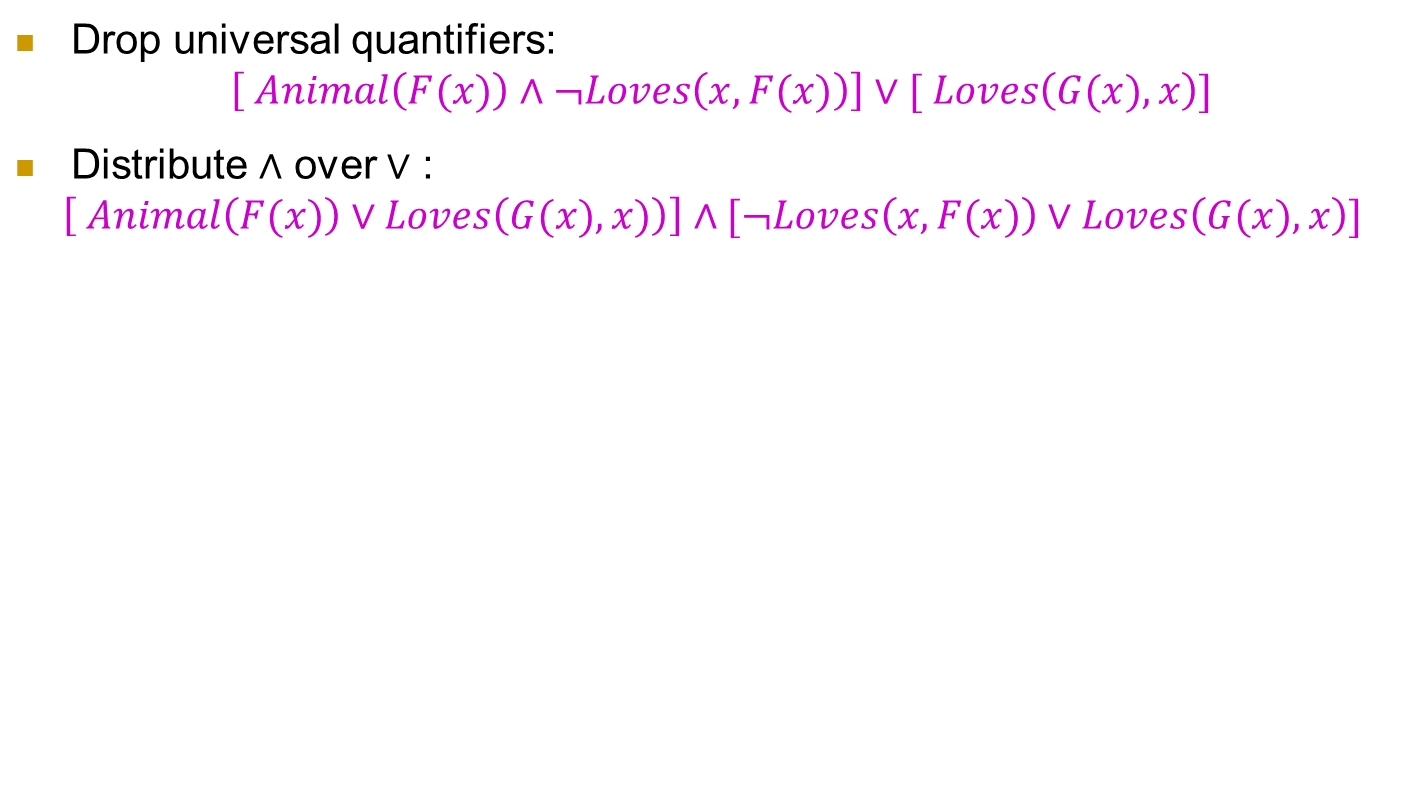 ▪ Drop universal quantifiers:
[ Animal(F(x)) ∧ ¬Loves(x, F(x)) ] ∨ [ Loves(G(x), x) ]
▪ Distribute ∧ over ∨ :
[ Animal(F(x)) ∨ Loves(G(x), x)) ] ∧ [¬Loves(x, F(x)) ∨ Loves(G(x), x) ]